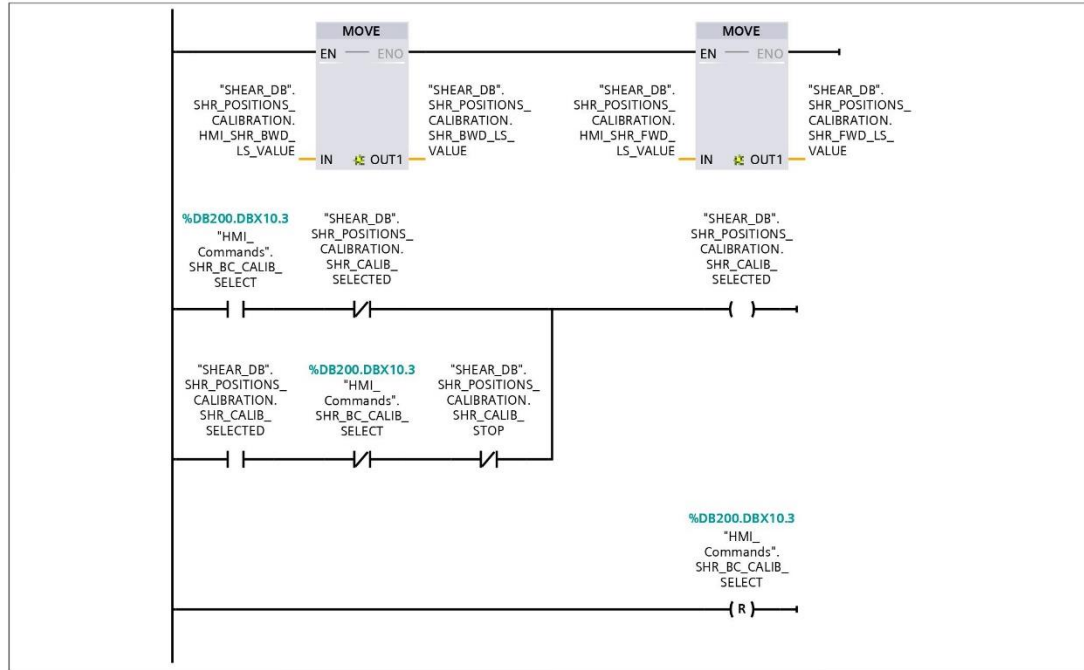 MOVE
EN
ENO
"SHEAR_DB".
SHR_POSITIONS_
CALIBRATION.
HMI_SHR_BWD_
LS_VALUE
IN
OUT1
"SHEAR_DB".
SHR_POSITIONS_
CALIBRATION.
SHR_BWD_LS_
VALUE
MOVE
EN
ENO
"SHEAR_DB".
SHR_POSITIONS_
CALIBRATION.
HMI_SHR_FWD_
LS_VALUE
IN
OUT1
"SHEAR_DB".
SHR_POSITIONS_
CALIBRATION.
SHR_FWD_LS_
VALUE
%DB200.DBX10.3
"HMI_
Commands".
SHR_BC_CALIB_
SELECT
"SHEAR_DB".
SHR_POSITIONS_
CALIBRATION.
SHR_CALIB_
SELECTED
"SHEAR_DB".
SHR_POSITIONS_
CALIBRATION.
SHR_CALIB_
SELECTED
"SHEAR_DB".
SHR_POSITIONS_
CALIBRATION.
SHR_CALIB_
SELECTED
%DB200.DBX10.3
"HMI_
Commands".
SHR_BC_CALIB_
SELECT
"SHEAR_DB".
SHR_POSITIONS_
CALIBRATION.
SHR_CALIB_
STOP
%DB200.DBX10.3
"HMI_
Commands".
SHR_BC_CALIB_
SELECT
R